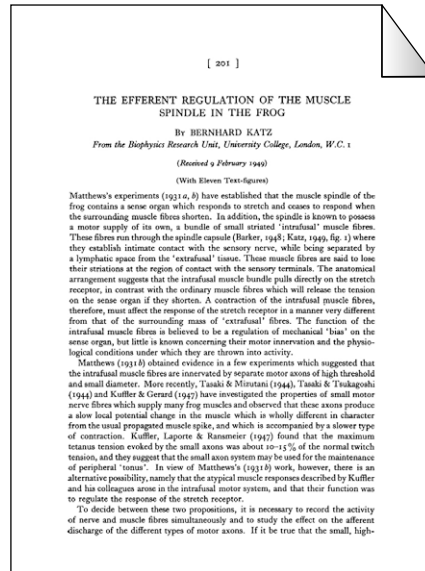 [ 201 ]
THE EFFERENT REGULATION OF THE MUSCLE
SPINDLE IN THE FROG
By BERNHARD KATZ
From the Biophysics Research Unit, University College, London, W.C. 1
(Received 9 February 1949)
(With Eleven Text-figures)
Matthews's experiments (1931 a, b) have established that the muscle spindle of the
frog contains a sense organ which responds to stretch and ceases to respond when
the surrounding muscle fibres shorten. In addition, the spindle is known to possess
a motor supply of its own, a bundle of small striated 'intrafusal' muscle fibres.
These fibres run through the spindle capsule (Barker, 1948; Katz, 1949, fig. 1) where
they establish intimate contact with the sensory nerve, while being separated by
a lymphatic space from the 'extrafusal' tissue. These muscle fibres are said to lose
their striations at the region of contact with the sensory terminals. The anatomical
arrangement suggests that the intrafusal muscle bundle pulls directly on the stretch
receptor, in contrast with the ordinary muscle fibres which will release the tension
on the sense organ if they shorten. A contraction of the intrafusal muscle fibres,
therefore, must affect the response of the stretch receptor in a manner very different
from that of the surrounding mass of 'extrafusal' fibres. The function of the
intrafusal muscle fibres is believed to be a regulation of mechanical 'bias' on the
sense organ, but little is known concerning their motor innervation and the physio-
logical conditions under which they are thrown into activity.
Matthews (1931 b) obtained evidence in a few experiments which suggested that
the intrafusal muscle fibres are innervated by separate motor axons of high threshold
and small diameter. More recently, Tasaki & Mizutani (1944), Tasaki & Tsukagoshi
(1944) and Kuffler & Gerard (1947) have investigated the properties of small motor
nerve fibres which supply many frog muscles and observed that these axons produce
a slow local potential change in the muscle which is wholly different in character
from the usual propagated muscle spike, and which is accompanied by a slower type
of contraction. Kuffler, Laporte & Ransmeier (1947) found that the maximum
tetanus tension evoked by the small axons was about 10-15 % of the normal twitch
tension, and they suggest that the small axon system may be used for the maintenance
of peripheral 'tonus'. In view of Matthews's (1931 b) work, however, there is an
alternative possibility, namely that the atypical muscle responses described by Kuffler
and his colleagues arose in the intrafusal motor system, and that their function was
to regulate the response of the stretch receptor.
To decide between these two propositions, it is necessary to record the activity
of nerve and muscle fibres simultaneously and to study the effect on the afferent
discharge of the different types of motor axons. If it be true that the small, high-